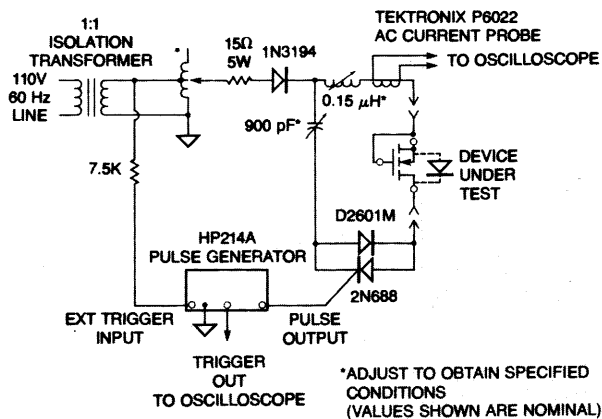 1:1
ISOLATION
TRANSFORMER
110V
60 Hz
LINE
*
15Ω
5W
1N3194
TEKTRONIX P6022
AC CURRENT PROBE
TO OSCILLOSCOPE
0.15 μH*
900 pF*
7.5K
DEVICE
UNDER
TEST
D2601M
HP214A
PULSE GENERATOR
2N688
EXT TRIGGER
INPUT
PULSE
OUTPUT
TRIGGER
OUT
TO OSCILLOSCOPE
*ADJUST TO OBTAIN SPECIFIED
CONDITIONS
(VALUES SHOWN ARE NOMINAL)